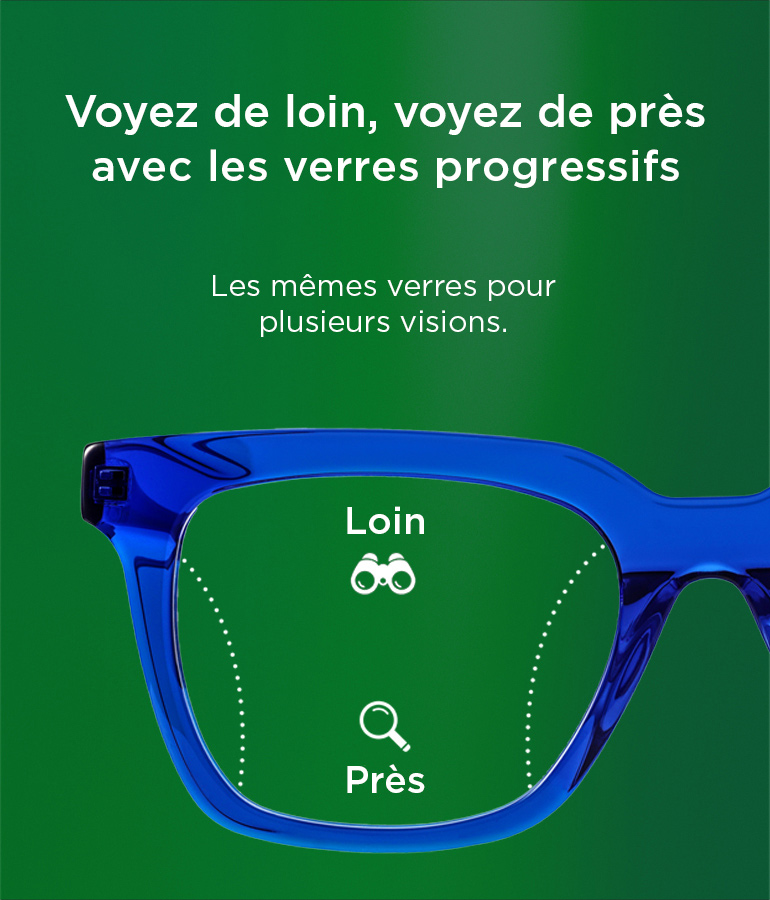 Voyez de loin, voyez de près
avec les verres progressifs
Les mêmes verres pour
plusieurs visions.
Loin
Près